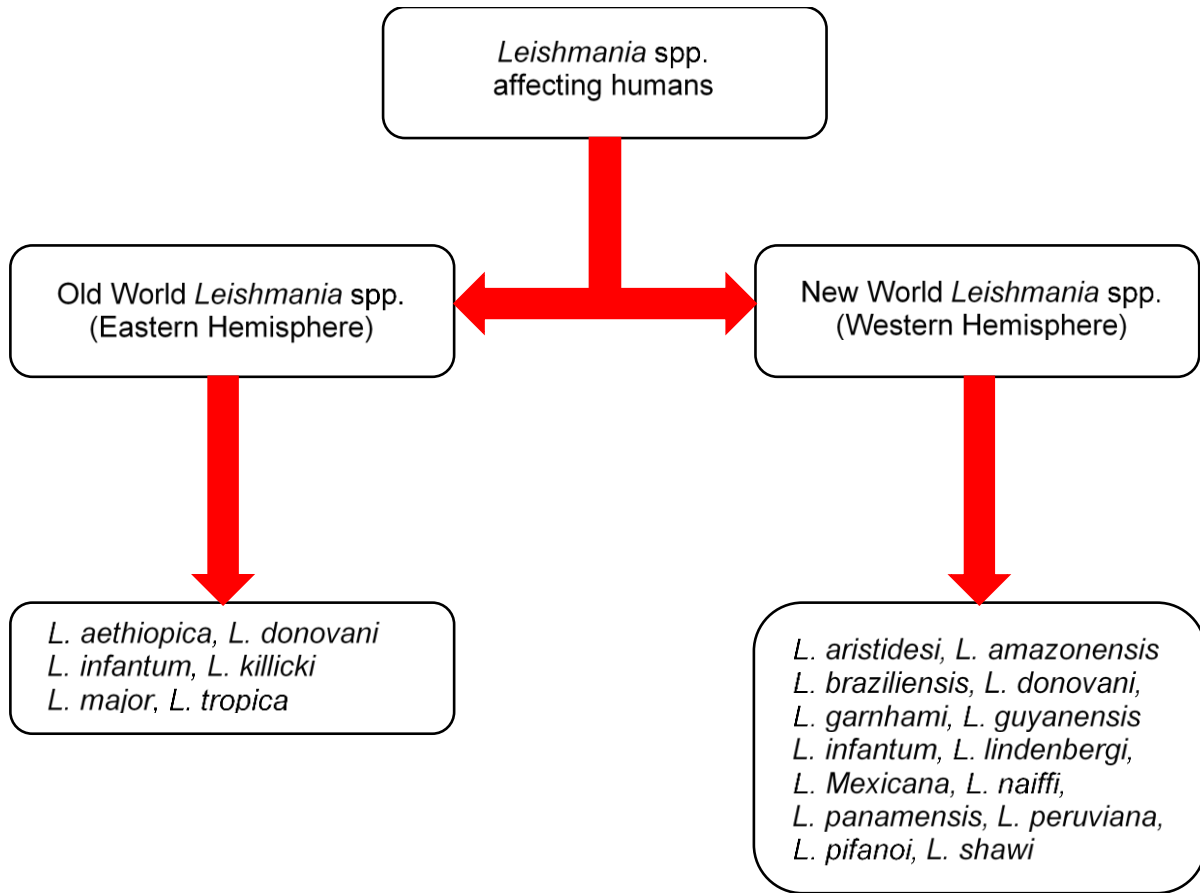 Leishmania spp.
affecting humans
Old World Leishmania spp.
(Eastern Hemisphere)
New World Leishmania spp.
(Western Hemisphere)
L. aethiopica, L. donovani
L. infantum, L. killicki
L. major, L. tropica
L. aristidesi, L. amazonensis
L. braziliensis, L. donovani,
L. garnhami, L. guyanensis
L. infantum, L. lindenbergi,
L. Mexicana, L. naiffi,
L. panamensis, L. peruviana,
L. pifanoi, L. shawi